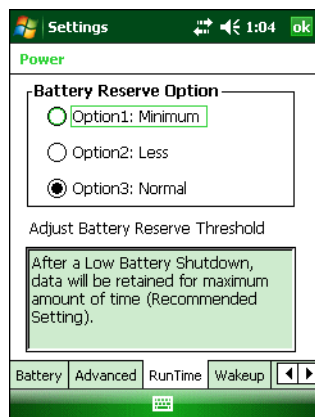 Settings 1:04 ok
Power
Battery Reserve Option
Option1: Minimum
Option2: Less
Option3: Normal
Adjust Battery Reserve Threshold
After a Low Battery Shutdown,
data will be retained for maximum
amount of time (Recommended
Setting).
Battery Advanced RunTime Wakeup